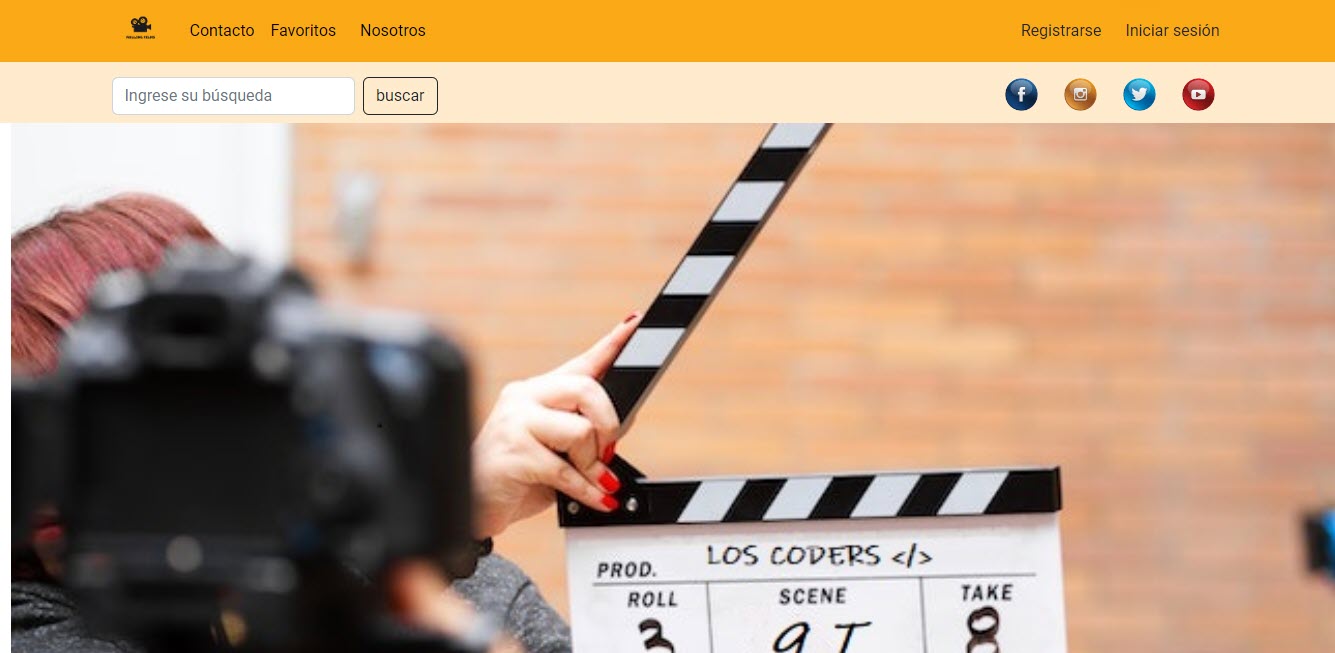 Contacto Favoritos Nosotros Registrarse Iniciar sesión
Ingrese su búsqueda buscar
LOS CODERS </>
PROD.
ROLL SCENE TAKE
3 9 I 8